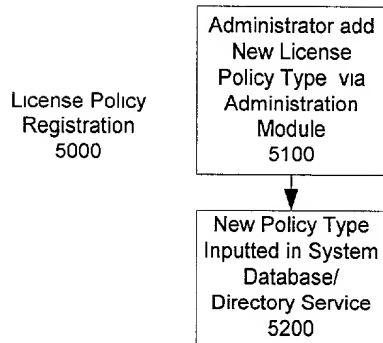 License Policy
Registration
5000
Administrator add
New License
Policy Type via
Administration
Module
5100
New Policy Type
Inputted in System
Database/
Directory Service
5200